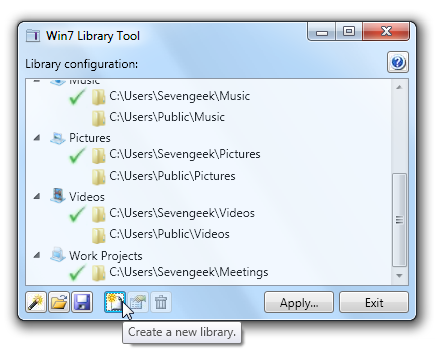 Win7 Library Tool
Library configuration:
Music
C:\Users\Sevengeek\Music
C:\Users\Public\Music
Pictures
C:\Users\Sevengeek\Pictures
C:\Users\Public\Pictures
Videos
C:\Users\Sevengeek\Videos
C:\Users\Public\Videos
Work Projects
C:\Users\Sevengeek\Meetings
Apply... Exit
Create a new library.